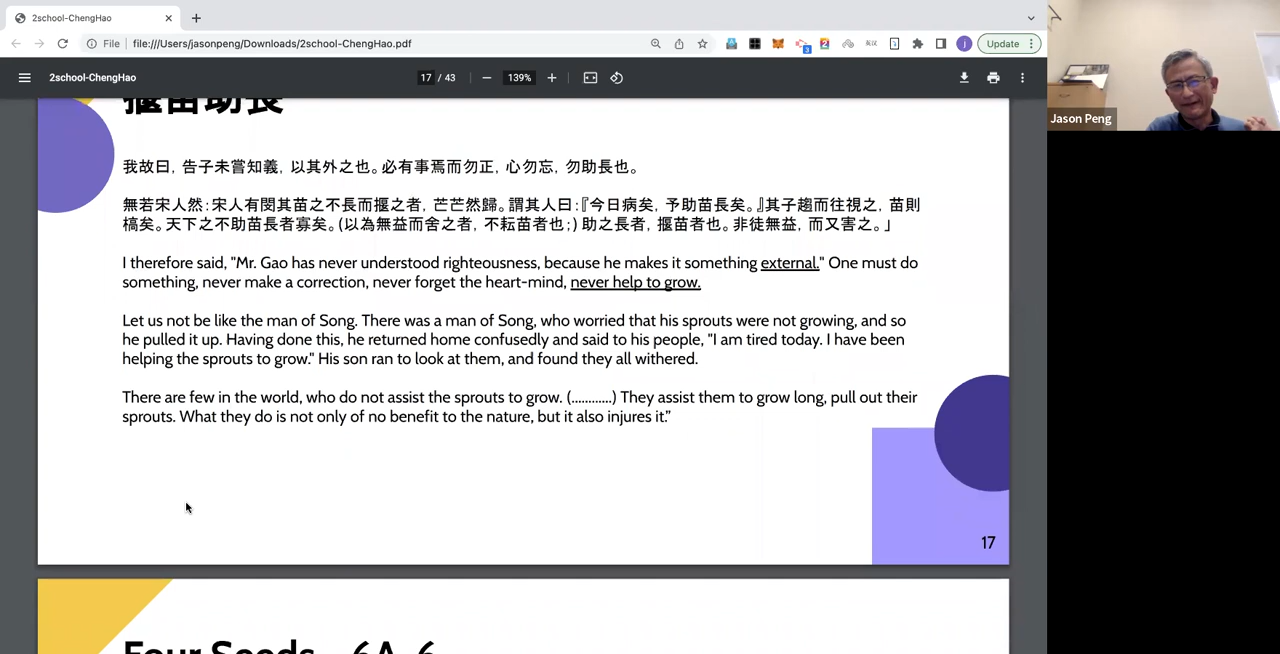 2school-ChengHao
File
file:///Users/jasonpeng/Downloads/2school-ChengHao.pdf
3
2
j
Update
2school-ChengHao
17 / 43
139%
Jason Peng
揠苗助長
我故曰，告子未嘗知義，以其外之也。必有事焉而勿正，心勿忘，勿助長也。
無若宋人然：宋人有閔其苗之不長而揠之者，芒芒然歸。謂其人曰：『今日病矣，予助苗長矣。』其子趨而往視之，苗則
槁矣。天下之不助苗長者寡矣。(以為無益而舍之者，不耘苗者也；) 助之長者，揠苗者也。非徒無益，而又害之。」
I therefore said, "Mr. Gao has never understood righteousness, because he makes it something external." One must do
something, never make a correction, never forget the heart-mind, never help to grow.
Let us not be like the man of Song. There was a man of Song, who worried that his sprouts were not growing, and so
he pulled it up. Having done this, he returned home confusedly and said to his people, "I am tired today. I have been
helping the sprouts to grow." His son ran to look at them, and found they all withered.
There are few in the world, who do not assist the sprouts to grow. (............) They assist them to grow long, pull out their
sprouts. What they do is not only of no benefit to the nature, but it also injures it.”
17
Four Seeds
6A-6